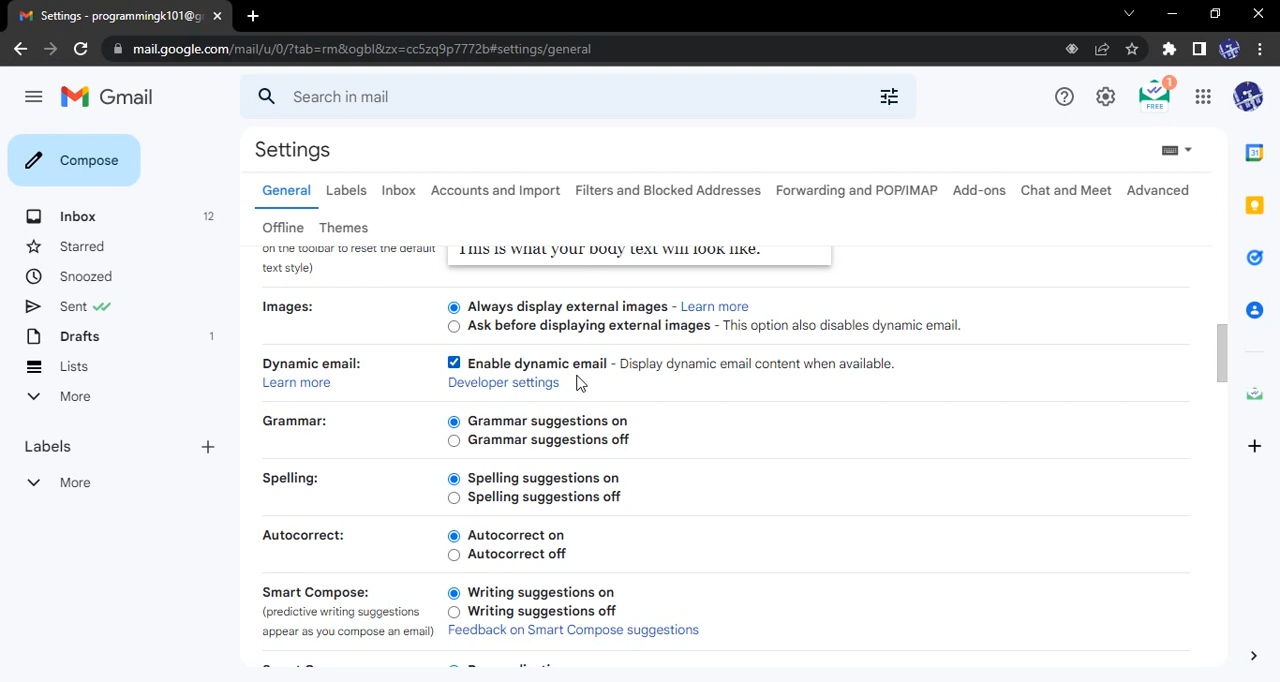 Settings - programmingk101@g
mail.google.com/mail/u/0/?tab=rm&ogbl&zx=cc5zq9p7772b#settings/general
Gmail
Search in mail
1
FREE
Compose
Settings
General Labels Inbox Accounts and Import Filters and Blocked Addresses Forwarding and POP/IMAP Add-ons Chat and Meet Advanced
Offline Themes
Inbox 12
Starred
Snoozed
Sent
Drafts 1
Lists
More
Labels +
More
on the toolbar to reset the default
text style)
This is what your body text will look like.
Images:
Always display external images - Learn more
Ask before displaying external images - This option also disables dynamic email.
Dynamic email:
Learn more
Enable dynamic email - Display dynamic email content when available.
Developer settings
Grammar:
Grammar suggestions on
Grammar suggestions off
Spelling:
Spelling suggestions on
Spelling suggestions off
Autocorrect:
Autocorrect on
Autocorrect off
Smart Compose:
(predictive writing suggestions
appear as you compose an email)
Writing suggestions on
Writing suggestions off
Feedback on Smart Compose suggestions
31